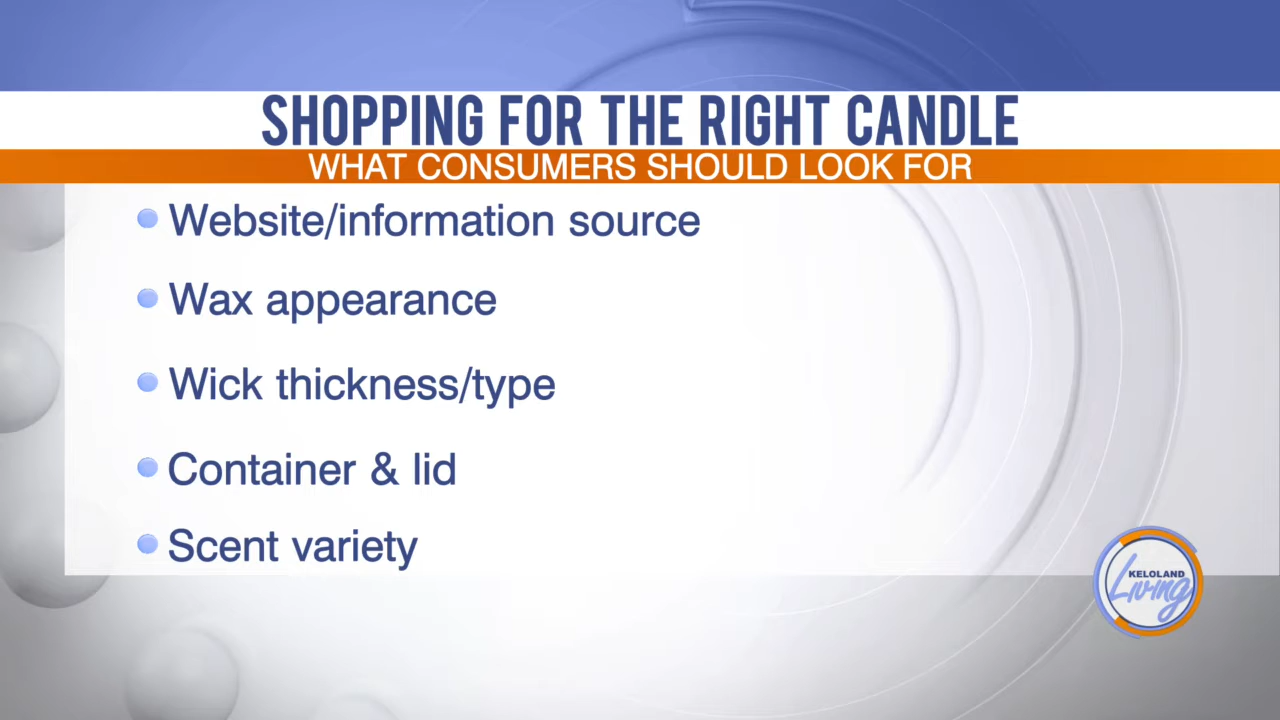 SHOPPING FOR THE RIGHT CANDLE
WHAT CONSUMERS SHOULD LOOK FOR
Website/information source
Wax appearance
Wick thickness/type
Container & lid
Scent variety
KELOLAND
Living